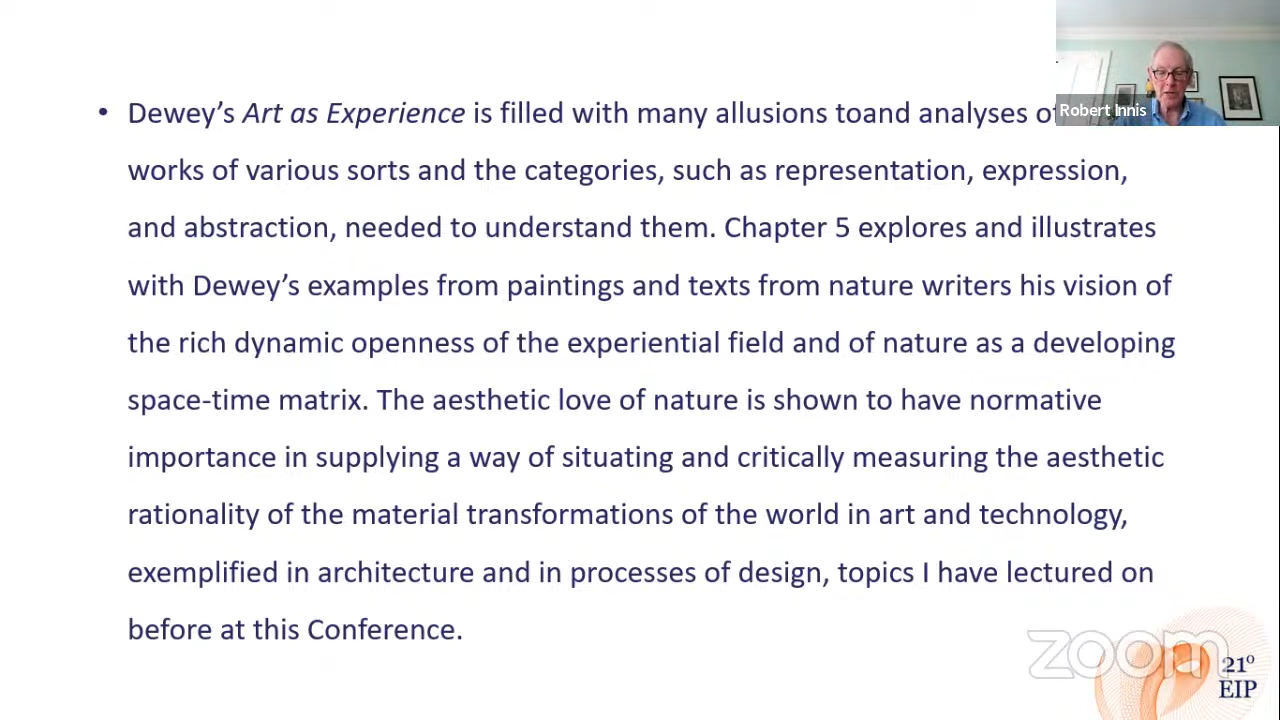 • Dewey’s Art as Experience is filled with many allusions toand analyses of
works of various sorts and the categories, such as representation, expression,
and abstraction, needed to understand them. Chapter 5 explores and illustrates
with Dewey’s examples from paintings and texts from nature writers his vision of
the rich dynamic openness of the experiential field and of nature as a developing
space-time matrix. The aesthetic love of nature is shown to have normative
importance in supplying a way of situating and critically measuring the aesthetic
rationality of the material transformations of the world in art and technology,
exemplified in architecture and in processes of design, topics I have lectured on
before at this Conference.
Robert Innis
zoom
21º
EIP